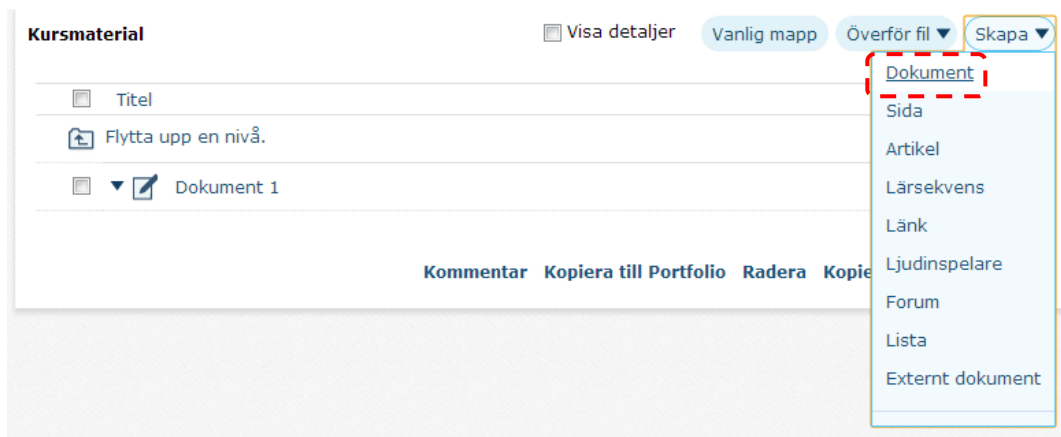 Kursmaterial Visa detaljer Vanlig mapp Överför fil Skapa
Dokument
Titel
Sida
Flytta upp en nivå.
Artikel
Dokument 1
Lärsekvens
Länk
Kommentar Kopiera till Portfolio Radera Kopie
Ljudinspelare
Forum
Lista
Externt dokument